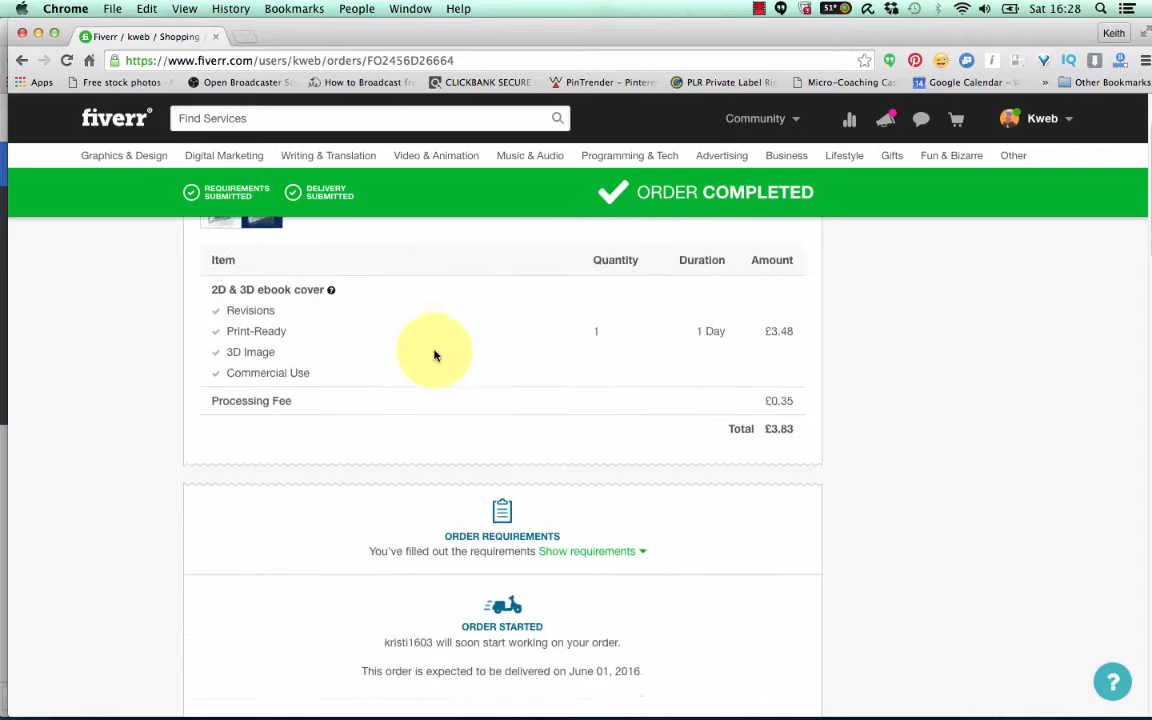 Chrome File Edit View History Bookmarks People Window Help 51° Sat 16:28
Fiverr / kweb / Shopping Keith
https://www.fiverr.com/users/kweb/orders/FO2456D26664
Apps Free stock photos Open Broadcaster So How to Broadcast fro CLICKBANK SECURE PinTrender – Pintere PLR Private Label Rig Micro-Coaching Cas Google Calendar – W » Other Bookmarks
fiverr Find Services Community Kweb
Graphics & Design Digital Marketing Writing & Translation Video & Animation Music & Audio Programming & Tech Advertising Business Lifestyle Gifts Fun & Bizarre Other
REQUIREMENTS SUBMITTED DELIVERY SUBMITTED ORDER COMPLETED
Item Quantity Duration Amount
2D & 3D ebook cover
Revisions
Print-Ready 1 1 Day £3.48
3D Image
Commercial Use
Processing Fee £0.35
Total £3.83
ORDER REQUIREMENTS
You've filled out the requirements Show requirements
ORDER STARTED
kristi1603 will soon start working on your order.
This order is expected to be delivered on June 01, 2016.
?